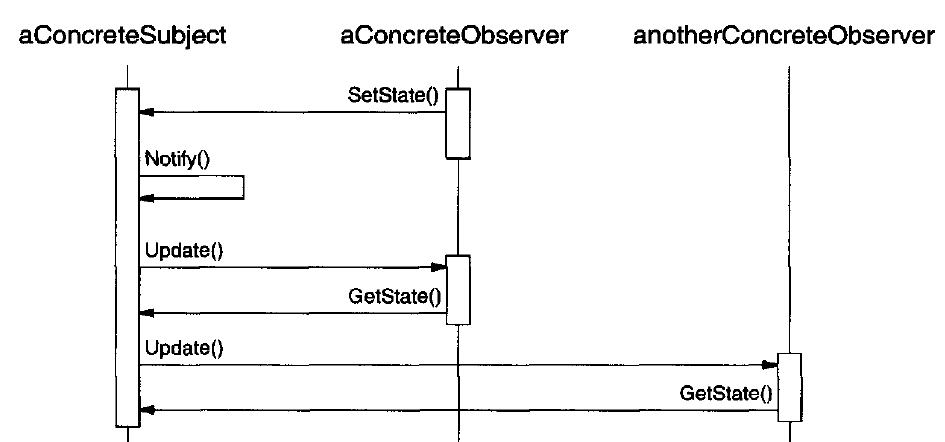 aConcreteSubject aConcreteObserver anotherConcreteObserver
SetState()
Notify()
Update()
GetState()
Update()
GetState()